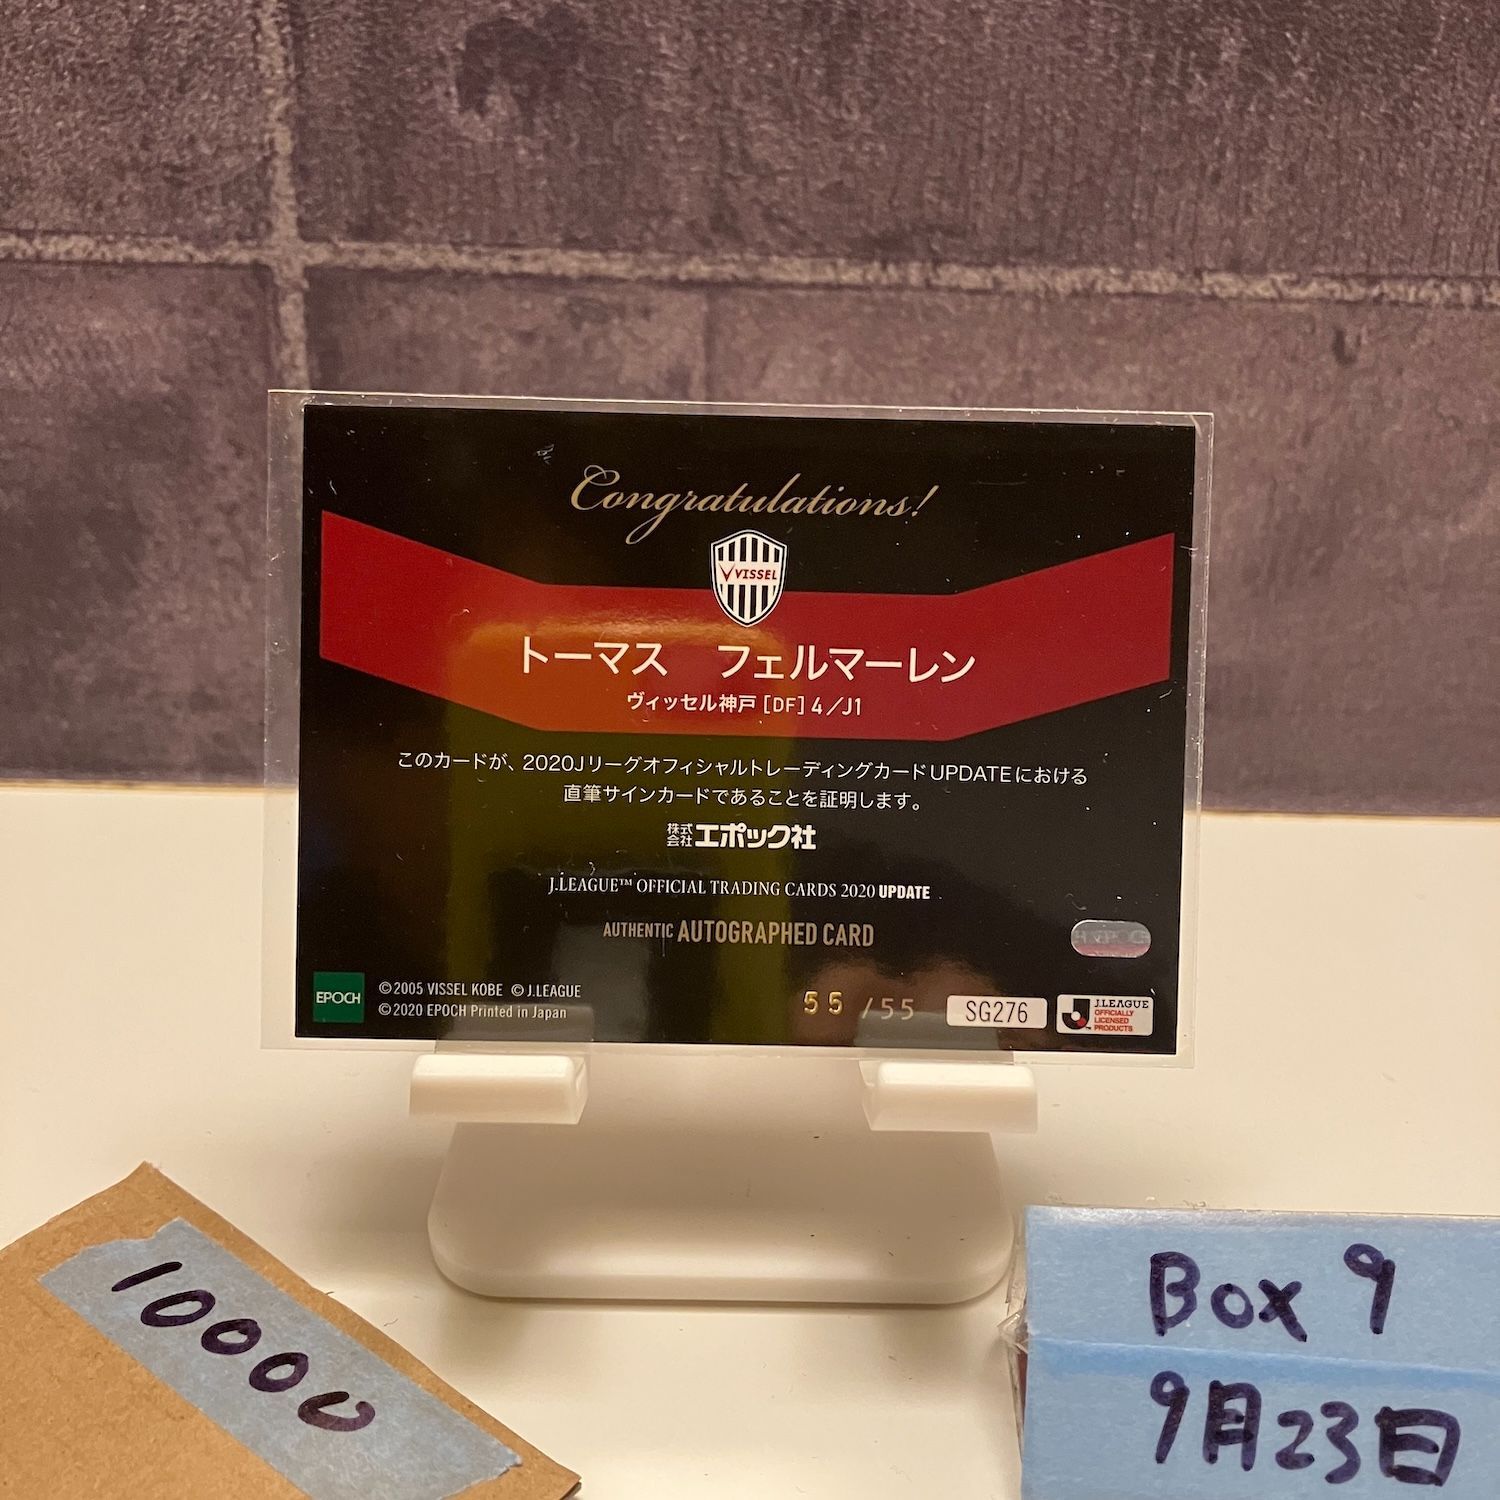 Congratulations!
VISSEL
トーマス フェルマーレン
ヴィッセル神戸 [DF] 4/J1
このカードが、2020JリーグオフィシャルトレーディングカードUPDATEにおける
直筆サインカードであることを証明します。
株式会社 エポック社
J.LEAGUE™ OFFICIAL TRADING CARDS 2020 UPDATE
AUTHENTIC AUTOGRAPHED CARD
EPOCH
©2005 VISSEL KOBE ©J.LEAGUE
©2020 EPOCH Printed in Japan
55 /55
SG276
J.LEAGUE
OFFICIALLY
LICENSED
PRODUCTS
10000
Box 9
9月23日